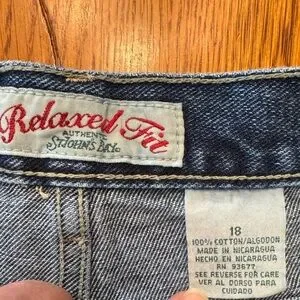 Relaxed Fit
AUTHENTIC
ST. JOHN'S BAY
18
100% COTTON/ALGODON
MADE IN NICARAGUA
HECHO EN NICARAGUA
RN 93677
SEE REVERSE FOR CARE
VER AL DORSO PARA
CUIDADO